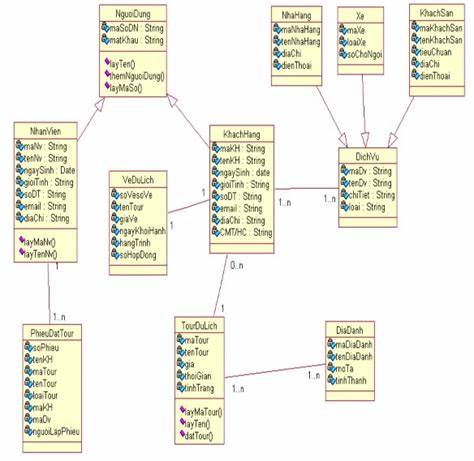 NguoiDung
maSoDN : String
matKhau : String
layTen()
themNguoiDung()
layMaSo()
NhaHang
maNhaHang
tenNhaHang
diaChi
dienThoai
Xe
maXe
loaiXe
soChoNgoi
KhachSan
maKhachSan
tenKhachSan
tieuChuan
diaChi
dienThoai
NhanVien
maNv : String
tenNv : String
ngaySinh : Date
gioiTinh : String
soDT : String
email : String
diaChi : String
layMaNv()
layTenNv()
VeDuLich
soVesoVe
tenTour
giaVe
ngayKhoiHanh
hangTrinh
soHopDong
KhachHang
maKH : String
tenKH : String
ngaySinh : date
gioiTinh : String
soDT : String
email : String
diaChi : String
CMT/HC : String
DichVu
maDv : String
tenDv : String
chiTiet : String
loai : String
1
1
1..n
1..n
1
1..n
0..n
1
PhieuDatTour
soPhieu
tenKH
maTour
tenTour
loaiTour
maKH
maDv
nguoiLapPhieu
TourDuLich
maTour
tenTour
gia
thoiGian
tinhTrang
layMaTour()
layTen()
datTour()
1..n
1..n
DiaDanh
maDiaDanh
tenDiaDanh
moTa
tinhThanh